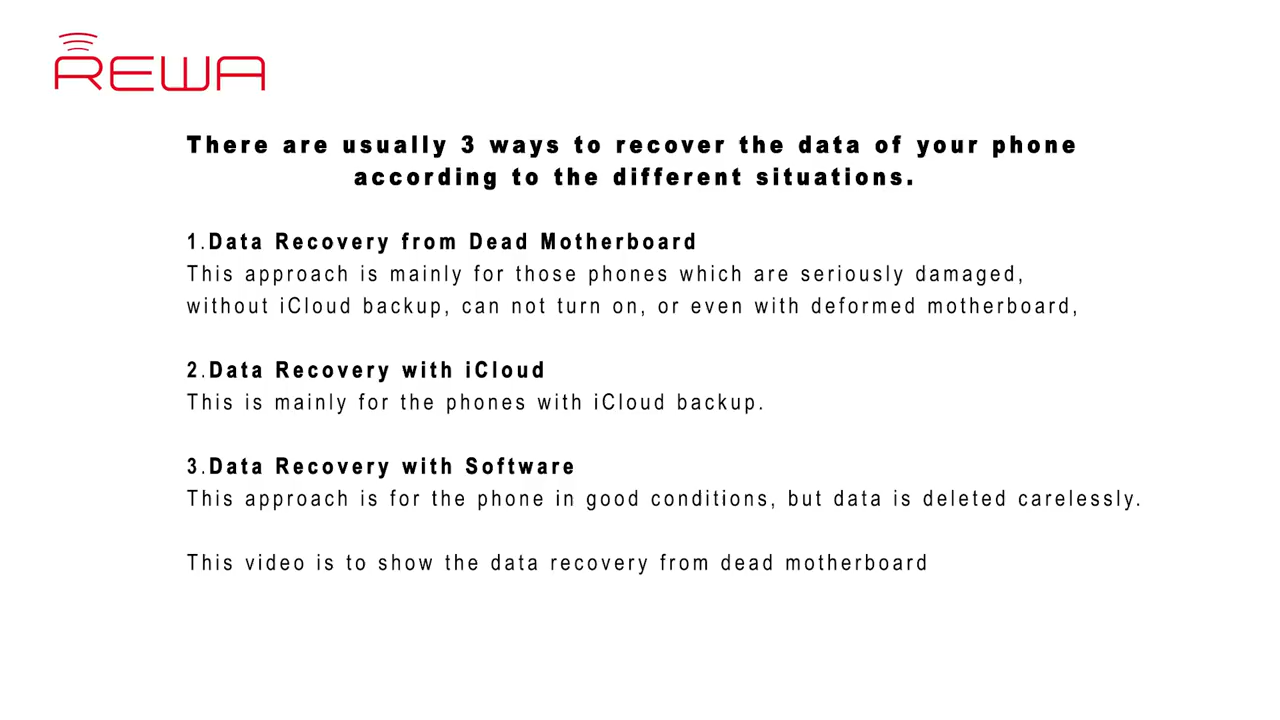 REWA
There are usually 3 ways to recover the data of your phone
according to the different situations.
1.Data Recovery from Dead Motherboard
This approach is mainly for those phones which are seriously damaged,
without iCloud backup, can not turn on, or even with deformed motherboard,
2.Data Recovery with iCloud
This is mainly for the phones with iCloud backup.
3.Data Recovery with Software
This approach is for the phone in good conditions, but data is deleted carelessly.
This video is to show the data recovery from dead motherboard